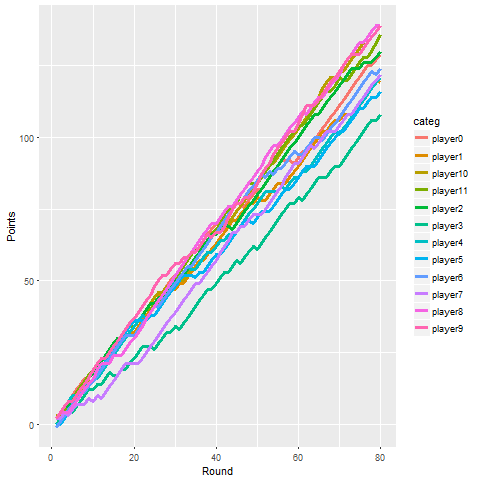 categ
player0
player1
player10
player11
player2
player3
player4
player5
player6
player7
player8
player9
100
50
0
Points
0
20
40
60
80
Round